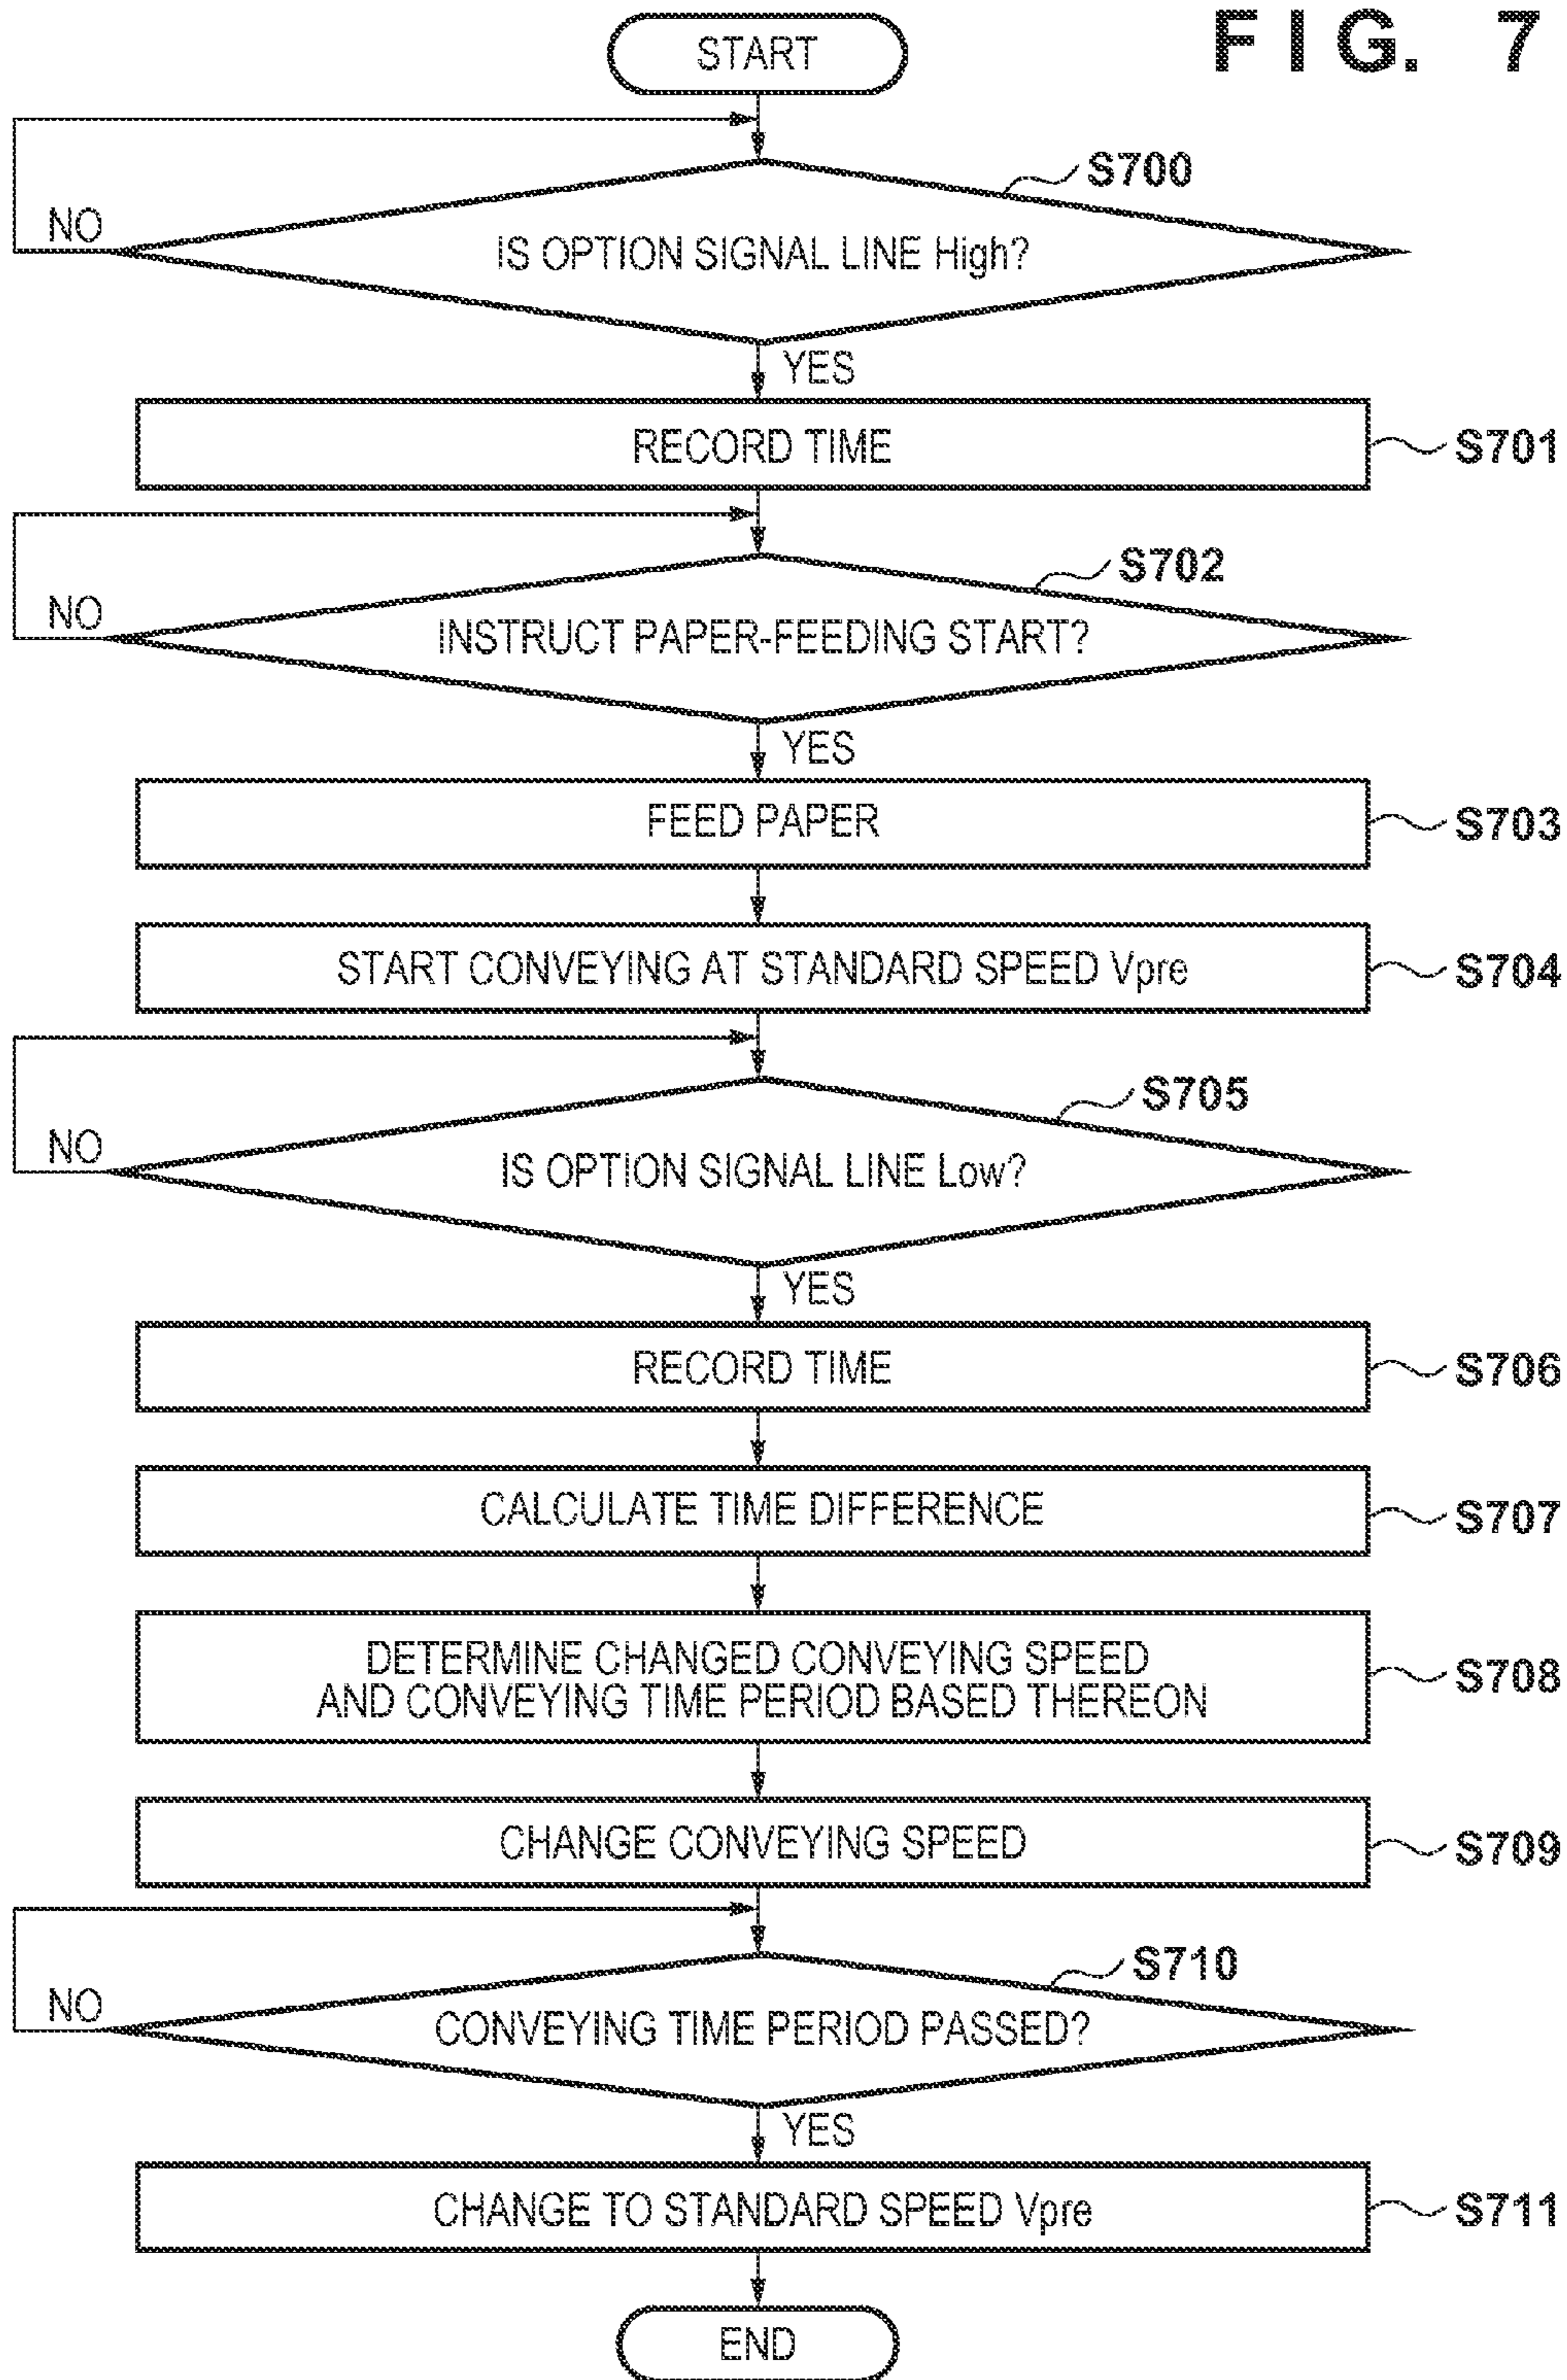 FIG. 7
START
S700
NO
IS OPTION SIGNAL LINE High?
YES
RECORD TIME
S701
S702
NO
INSTRUCT PAPER-FEEDING START?
YES
FEED PAPER
S703
START CONVEYING AT STANDARD SPEED Vpre
S704
S705
NO
IS OPTION SIGNAL LINE Low?
YES
RECORD TIME
S706
CALCULATE TIME DIFFERENCE
S707
DETERMINE CHANGED CONVEYING SPEED
AND CONVEYING TIME PERIOD BASED THEREON
S708
CHANGE CONVEYING SPEED
S709
S710
NO
CONVEYING TIME PERIOD PASSED?
YES
CHANGE TO STANDARD SPEED Vpre
S711
END